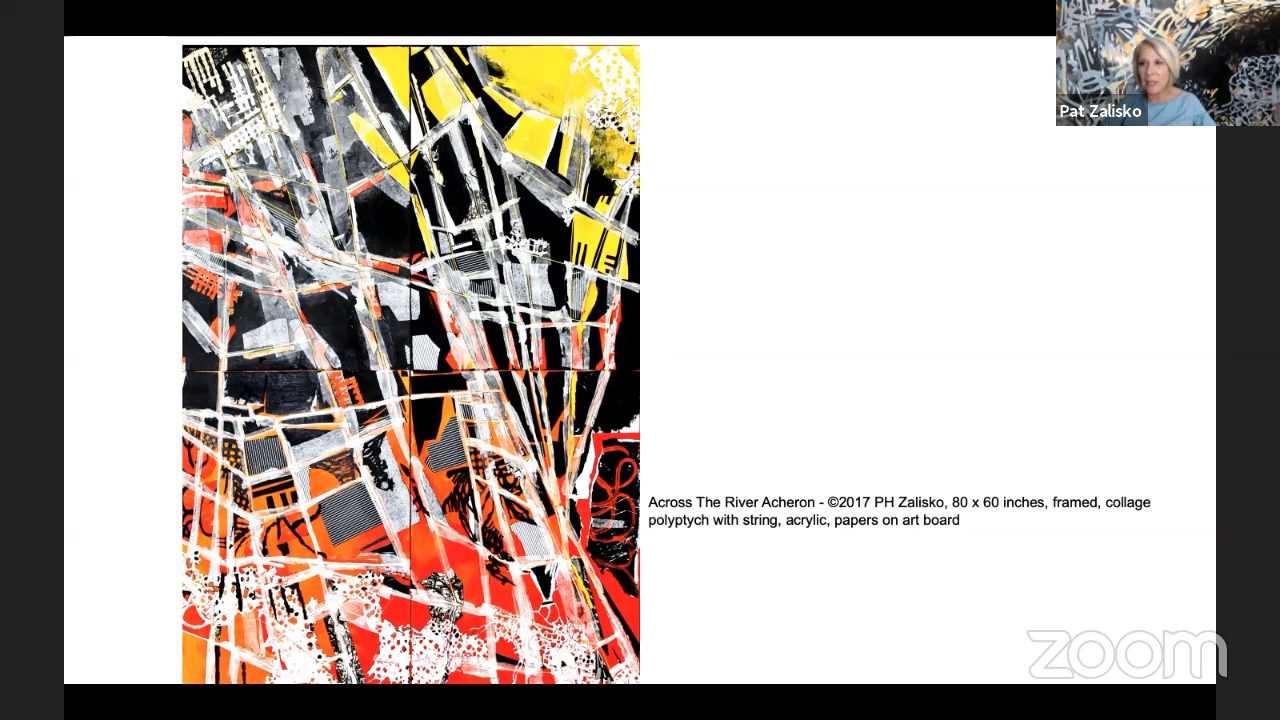 Pat Zalisko
Across The River Acheron - ©2017 PH Zalisko, 80 x 60 inches, framed, collage
polyptych with string, acrylic, papers on art board
zoom